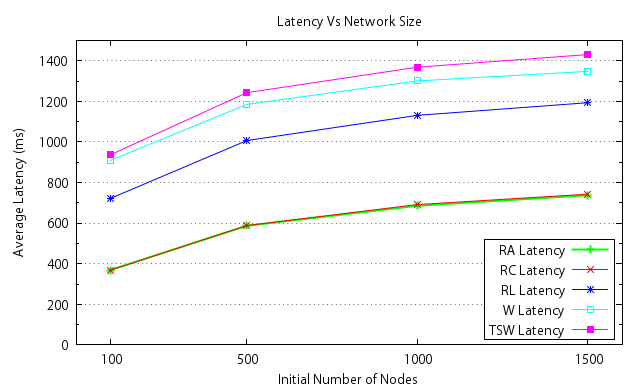 Latency Vs Network Size
Average Latency (ms)
1400
1200
1000
800
600
400
200
0
100
500
1000
1500
Initial Number of Nodes
RA Latency
RC Latency
RL Latency
W Latency
TSW Latency